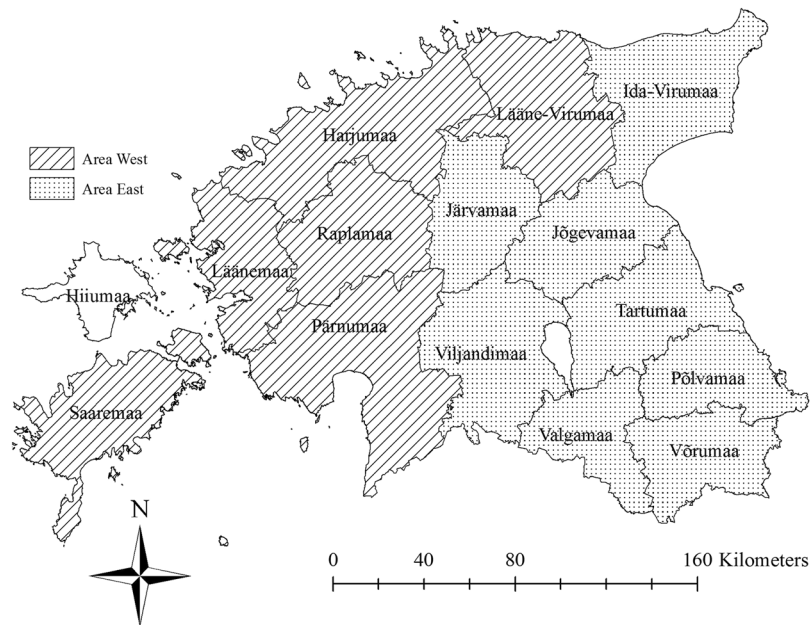 Ida-Virumaa
Lääne-Virumaa
Harjumaa
Area West
Area East
Järvamaa
Raplamaa
Jõgevamaa
Läänemaa
Hiiumaa
Tartumaa
Pärnumaa
Viljandimaa
Põlvamaa
Saaremaa
Valgamaa
Võrumaa
N
0 40 80 160 Kilometers